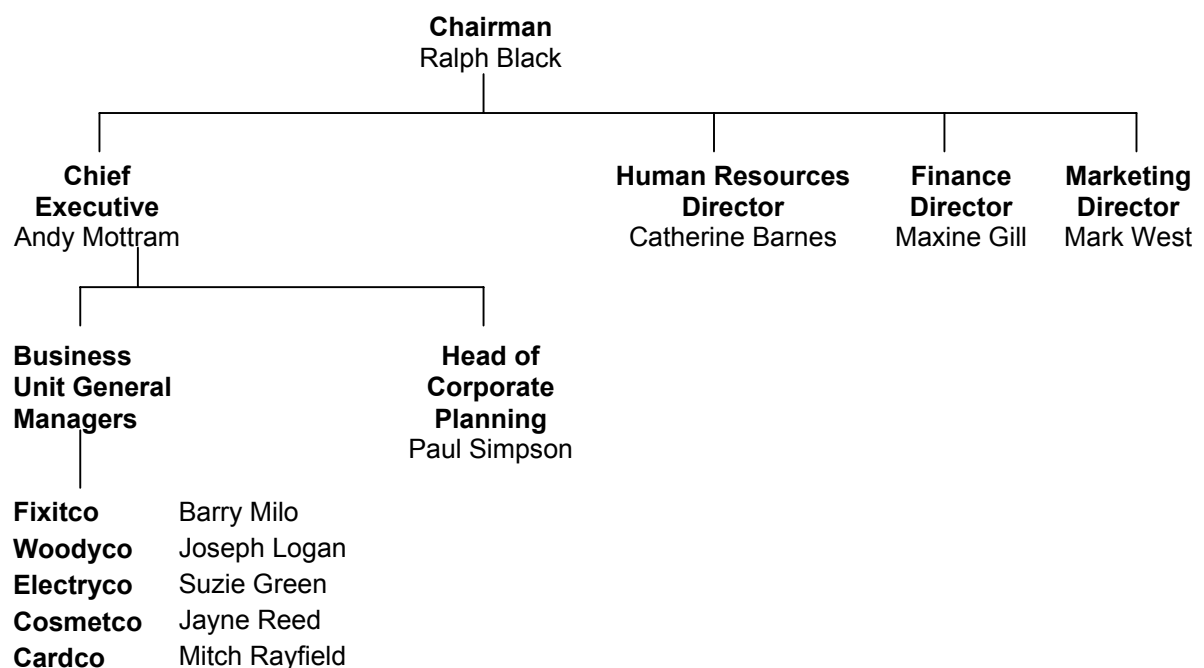 Chairman
Ralph Black
Chief
Executive
Andy Mottram
Human Resources
Director
Catherine Barnes
Finance
Director
Maxine Gill
Marketing
Director
Mark West
Business
Unit General
Managers
Head of
Corporate
Planning
Paul Simpson
Fixitco Barry Milo
Woodyco Joseph Logan
Electryco Suzie Green
Cosmetco Jayne Reed
Cardco Mitch Rayfield